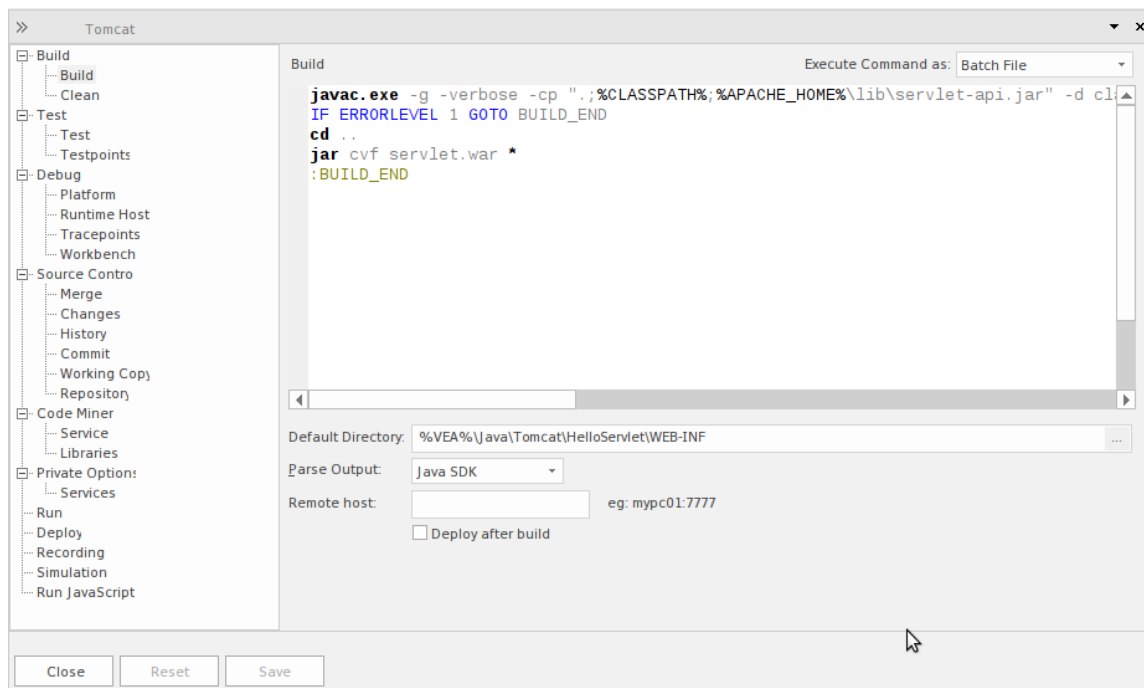 Tomcat
Build
Build
Clean
Test
Test
Testpoints
Debug
Platform
Runtime Host
Tracepoints
Workbench
Source Contro
Merge
Changes
History
Commit
Working Copy
Repository
Code Miner
Service
Libraries
Private Options
Services
Run
Deploy
Recording
Simulation
Run JavaScript
Build
Execute Command as: Batch File
javac.exe -g -verbose -cp ".;%CLASSPATH%;%APACHE_HOME%\lib\servlet-api.jar" -d cla
IF ERRORLEVEL 1 GOTO BUILD_END
cd ..
jar cvf servlet.war *
:BUILD_END
Default Directory: %VEA%\Java\Tomcat\HelloServlet\WEB-INF ...
Parse Output: Java SDK
Remote host: eg: mypc01:7777
Deploy after build
Close Reset Save